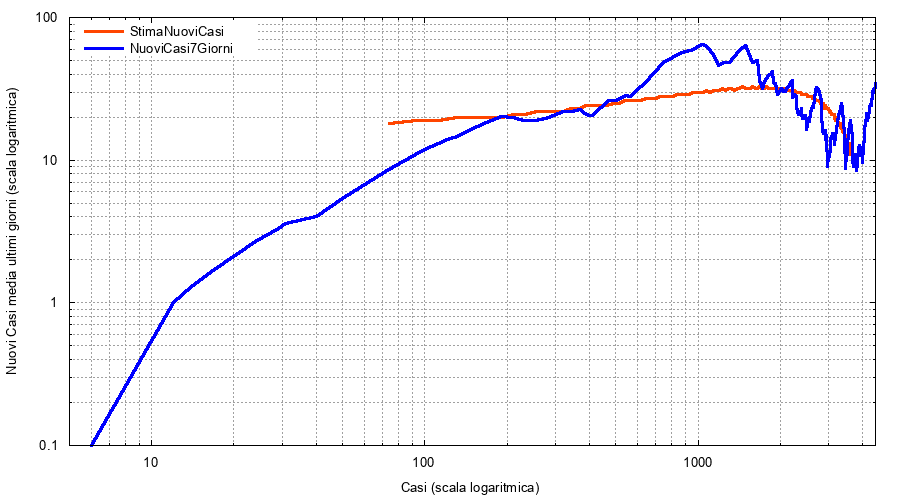 100
StimaNuoviCasi
NuoviCasi7Giorni
10
1
0.1
Nuovi Casi media ultimi giorni (scala logaritmica)
10
100
1000
Casi (scala logaritmica)